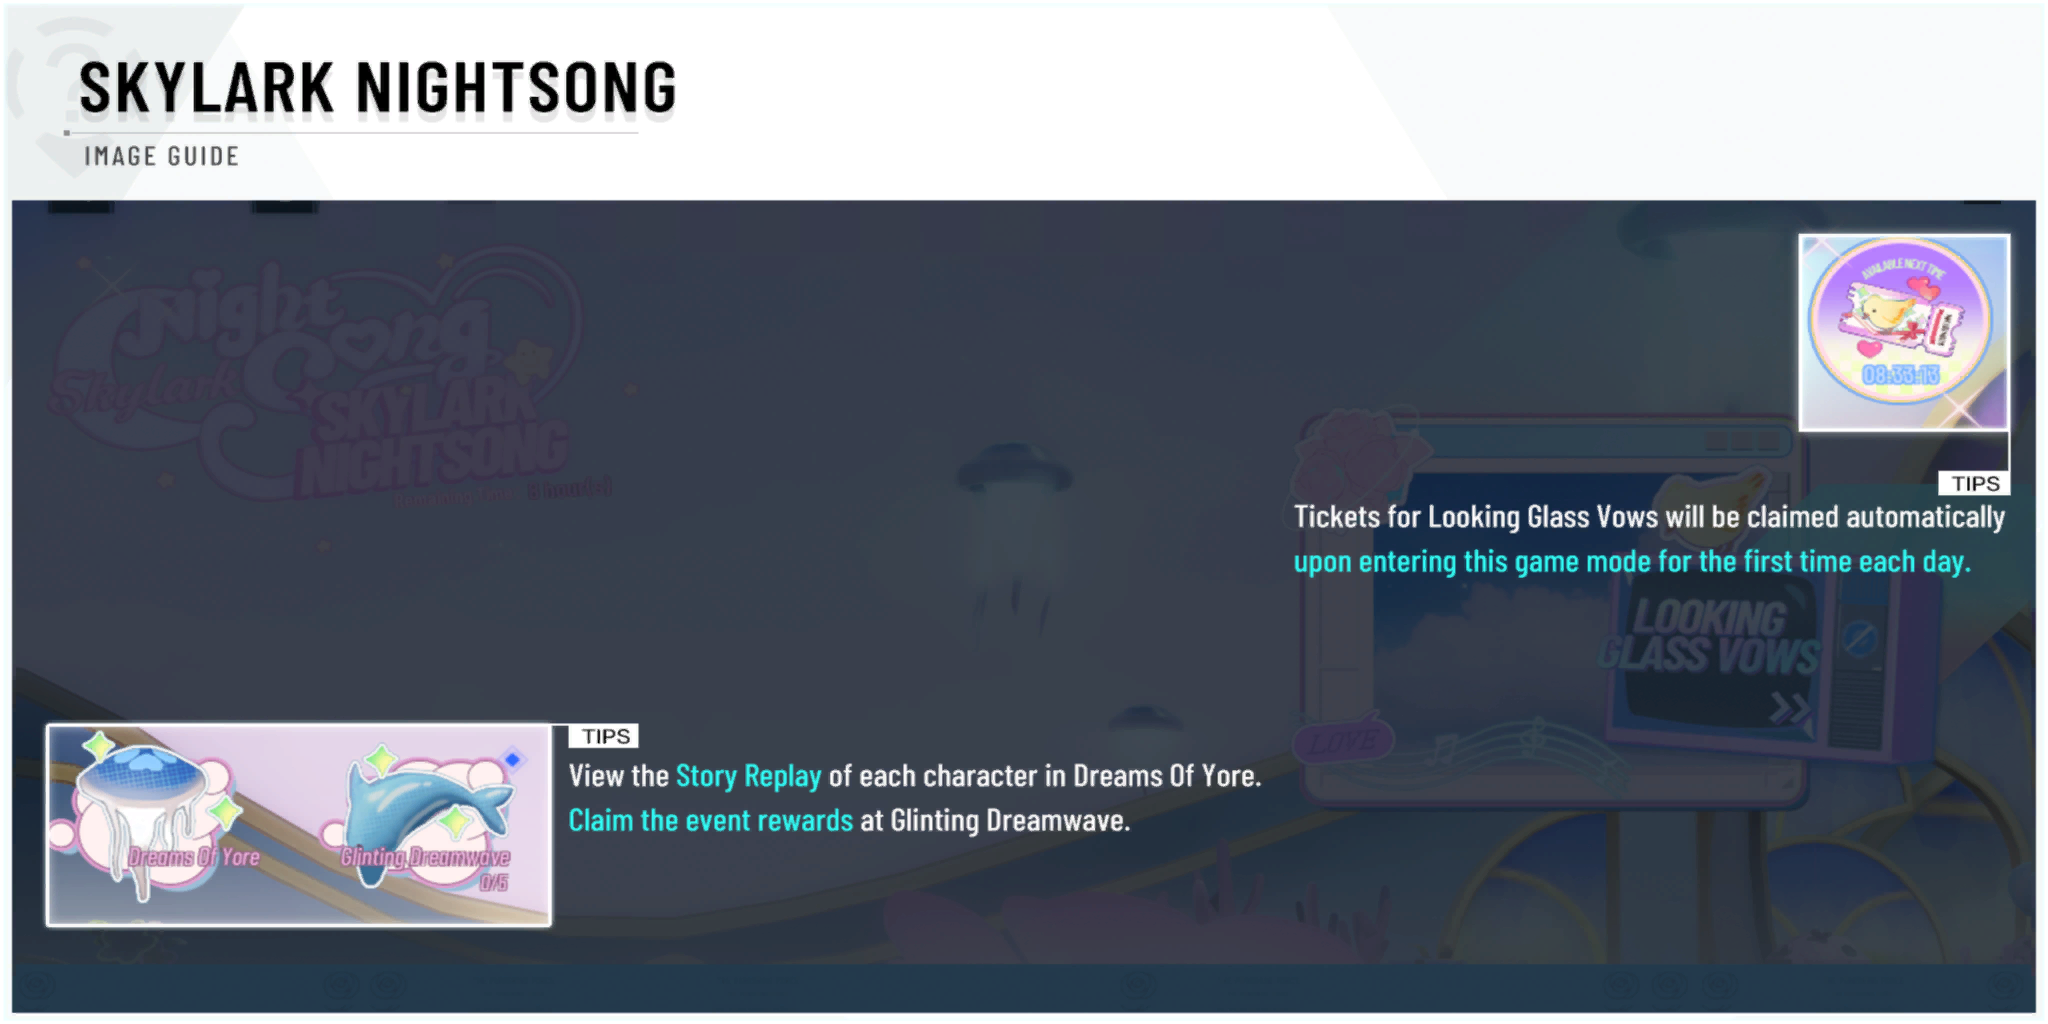 SKYLARK NIGHTSONG
IMAGE GUIDE
Night
Song
Skylark
SKYLARK
NIGHTSONG
AVAILABLE NEXT TIME
08:33:13
TIPS
Tickets for Looking Glass Vows will be claimed automatically
upon entering this game mode for the first time each day.
LOOKING
GLASS VOWS
LOVE
TIPS
View the Story Replay of each character in Dreams Of Yore.
Claim the event rewards at Glinting Dreamwave.
Dreams Of Yore
Glinting Dreamwave
0/5